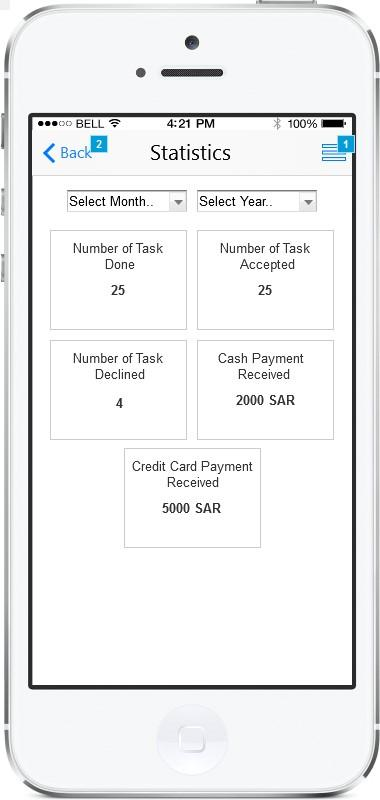 BELL 4:21 PM 100%
Back 2 Statistics 1
Select Month.. Select Year..
Number of Task
Done
25
Number of Task
Accepted
25
Number of Task
Declined
4
Cash Payment
Received
2000 SAR
Credit Card Payment
Received
5000 SAR